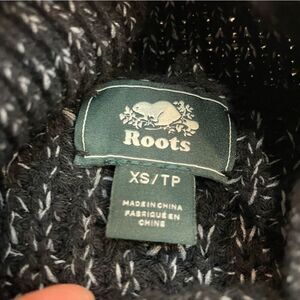 Roots
XS/TP
MADE IN CHINA
FABRIQUÉ EN
CHINE